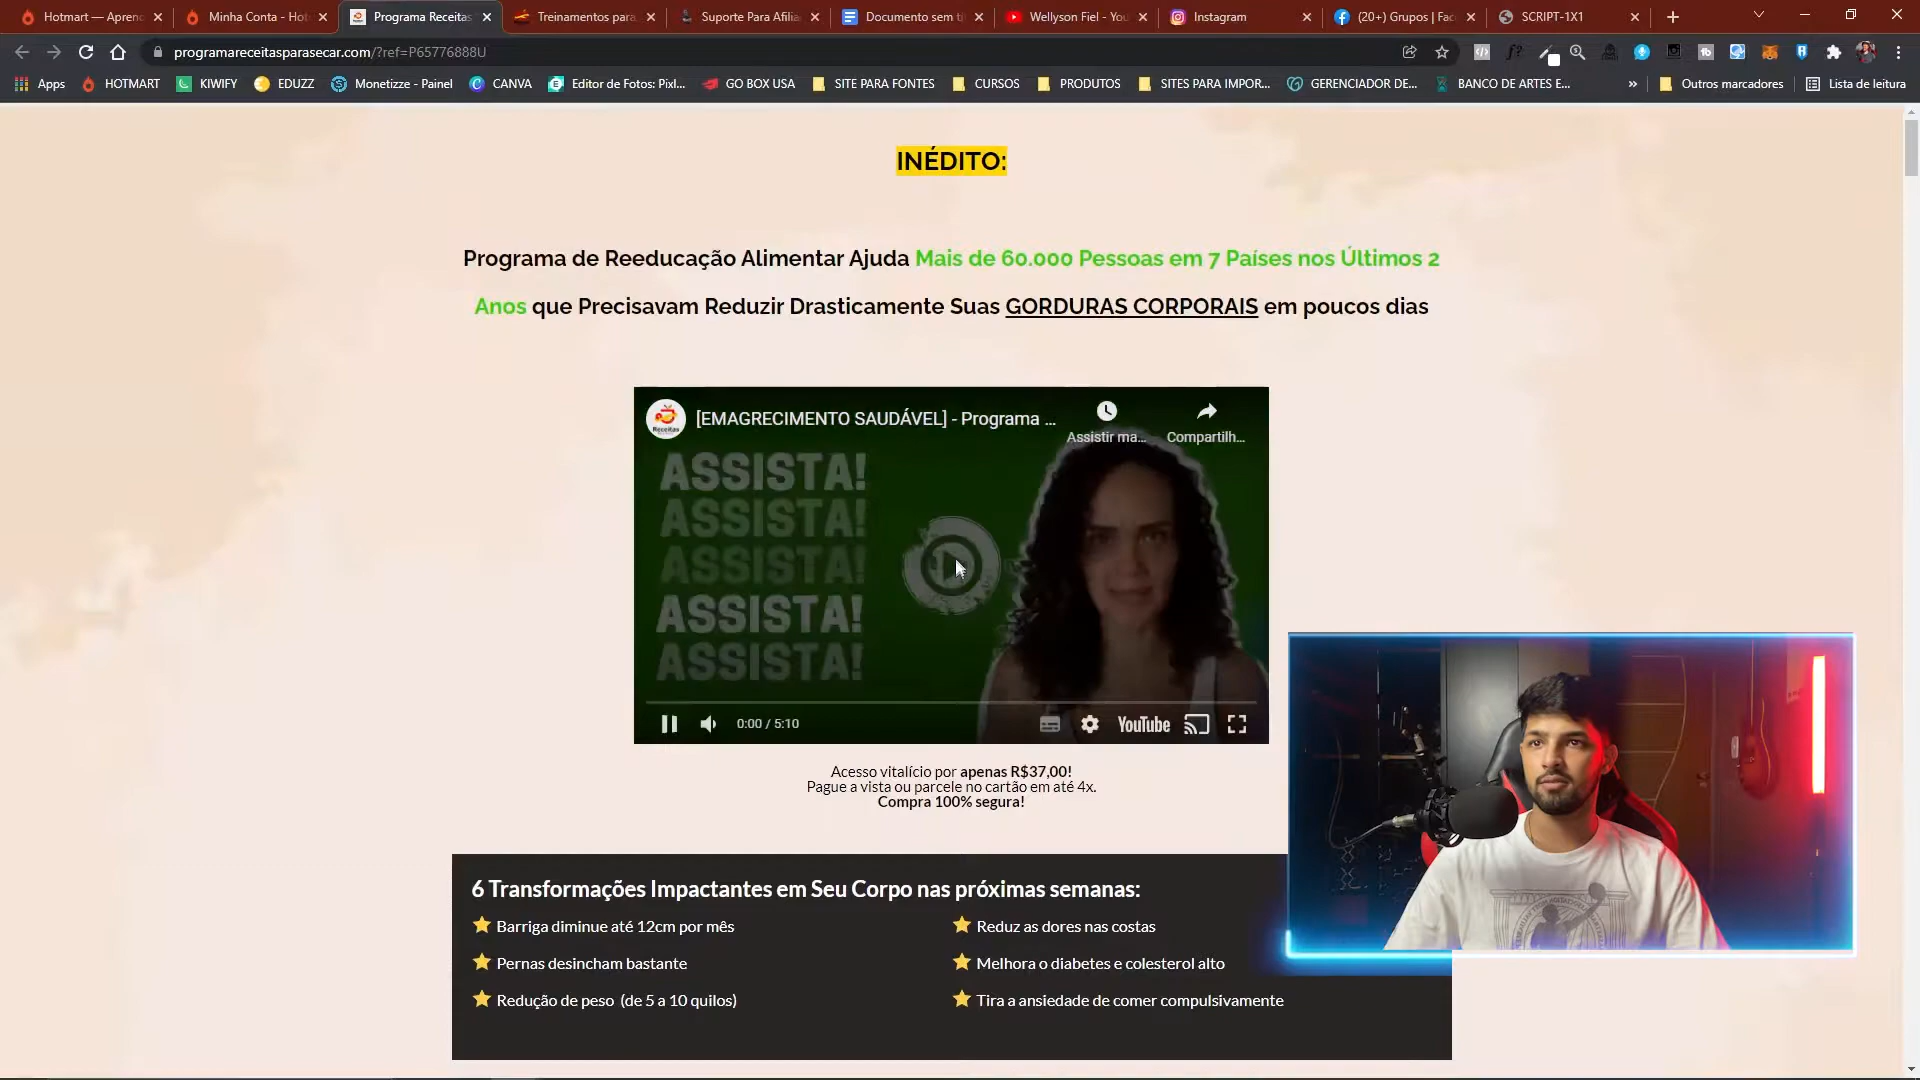 Hotmart — Apren
Minha Conta - Hot
Programa Receitas
Treinamentos para
Suporte Para Afilia
Documento sem t
Wellyson Fiel - You
Instagram
(20+) Grupos | Fac
SCRIPT-1X1
programareceitasparasecar.com/?ref=P65776888U
Apps
HOTMART
KIWIFY
EDUZZ
Monetizze - Painel
CANVA
Editor de Fotos: Pixl...
GO BOX USA
SITE PARA FONTES
CURSOS
PRODUTOS
SITES PARA IMPOR...
GERENCIADOR DE...
BANCO DE ARTES E...
»
Outros marcadores
Lista de leitura
INÉDITO:
Programa de Reeducação Alimentar Ajuda Mais de 60.000 Pessoas em 7 Países nos Últimos 2
Anos que Precisavam Reduzir Drasticamente Suas GORDURAS CORPORAIS em poucos dias
[EMAGRECIMENTO SAUDÁVEL] - Programa ...
Assistir ma...
Compartilh...
Receitas
ASSISTA!
ASSISTA!
ASSISTA!
ASSISTA!
ASSISTA!
0:00 / 5:10
YouTube
Acesso vitalício por apenas R$37,00!
Pague a vista ou parcele no cartão em até 4x.
Compra 100% segura!
6 Transformações Impactantes em Seu Corpo nas próximas semanas:
Barriga diminue até 12cm por mês
Reduz as dores nas costas
Pernas desincham bastante
Melhora o diabetes e colesterol alto
Redução de peso (de 5 a 10 quilos)
Tira a ansiedade de comer compulsivamente